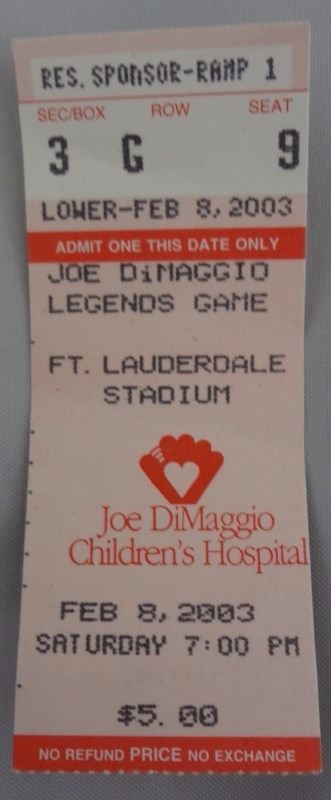 RES. SPONSOR-RAMP 1
SEC/BOX ROW SEAT
3 G 9
LOWER-FEB 8, 2003
ADMIT ONE THIS DATE ONLY
JOE DiMAGGIO
LEGENDS GAME
FT. LAUDERDALE
STADIUM
Joe DiMaggio
Children's Hospital
FEB 8, 2003
SATURDAY 7:00 PM
$5.00
NO REFUND PRICE NO EXCHANGE